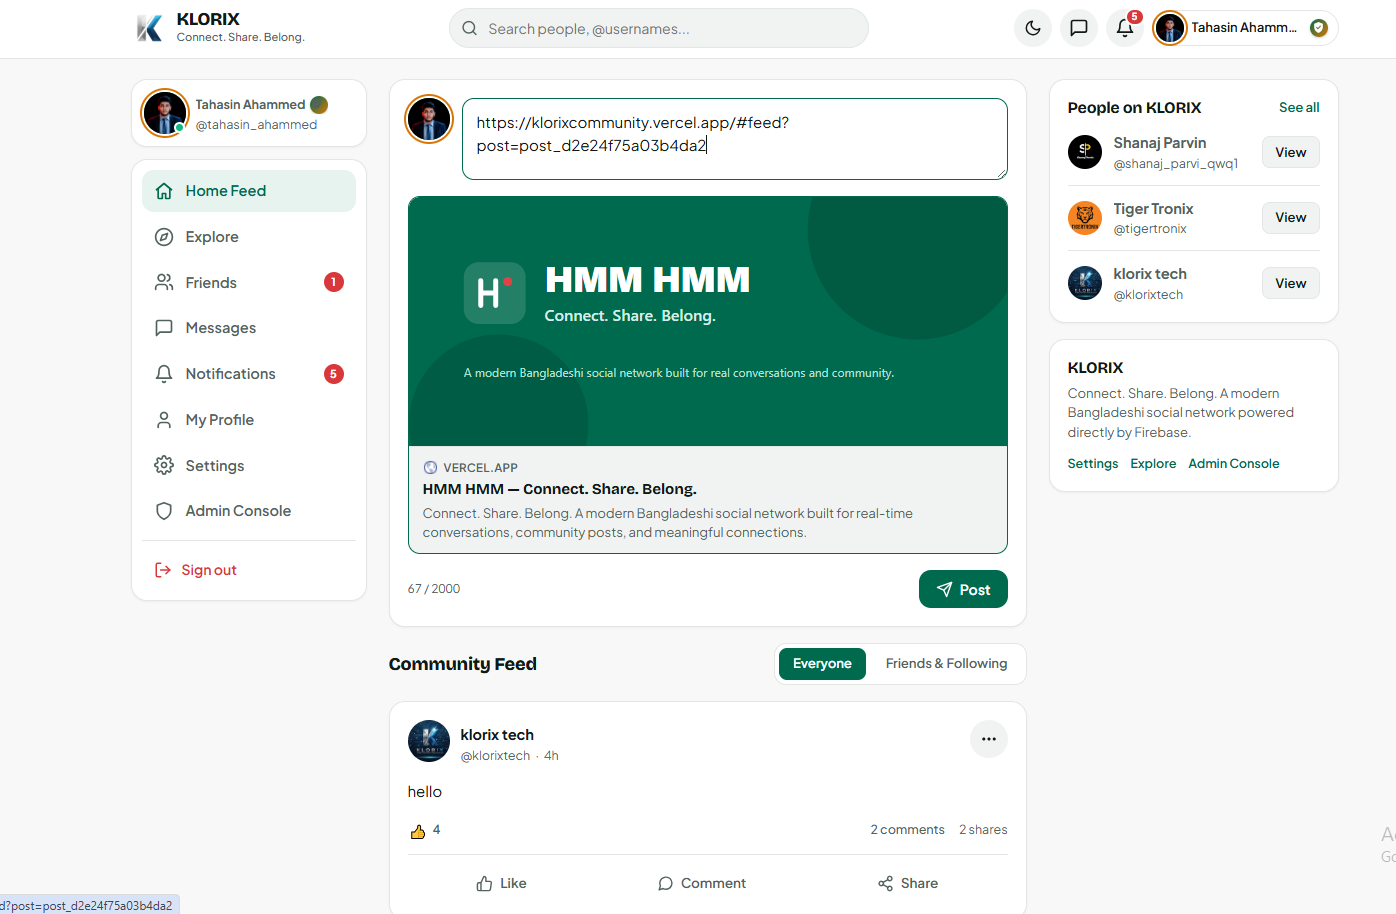 KLORIX
Connect. Share. Belong.
Search people, @usernames...
5
Tahasin Ahamm...
Tahasin Ahammed
@tahasin_ahammed
Home Feed
Explore
Friends
1
Messages
Notifications
5
My Profile
Settings
Admin Console
Sign out
https://klorixcommunity.vercel.app/#feed?
post=post_d2e24f75a03b4da2
H
HMM HMM
Connect. Share. Belong.
A modern Bangladeshi social network built for real conversations and community.
VERCEL.APP
HMM HMM — Connect. Share. Belong.
Connect. Share. Belong. A modern Bangladeshi social network built for real-time
conversations, community posts, and meaningful connections.
67 / 2000
Post
Community Feed
Everyone
Friends & Following
klorix tech
@klorixtech · 4h
hello
4
2 comments
2 shares
Like
Comment
Share
People on KLORIX
See all
Shanaj Parvin
@shanaj_parvi_qwq1
View
Tiger Tronix
@tigertronix
View
klorix tech
@klorixtech
View
KLORIX
Connect. Share. Belong. A modern
Bangladeshi social network powered
directly by Firebase.
Settings
Explore
Admin Console
d?post=post_d2e24f75a03b4da2